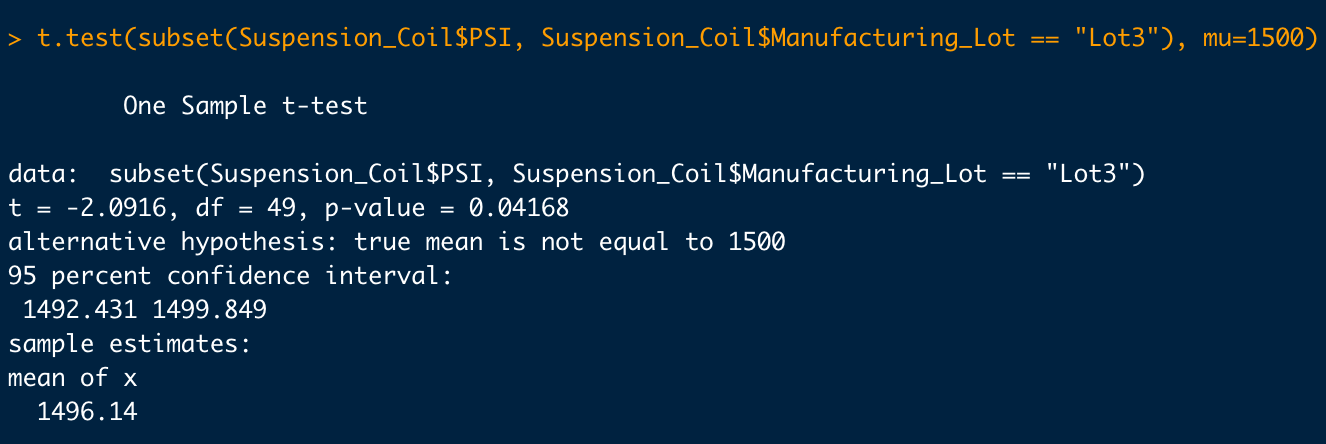 > t.test(subset(Suspension_Coil$PSI, Suspension_Coil$Manufacturing_Lot == "Lot3"), mu=1500)
One Sample t-test
data:  subset(Suspension_Coil$PSI, Suspension_Coil$Manufacturing_Lot == "Lot3")
t = -2.0916, df = 49, p-value = 0.04168
alternative hypothesis: true mean is not equal to 1500
95 percent confidence interval:
1492.431 1499.849
sample estimates:
mean of x
1496.14